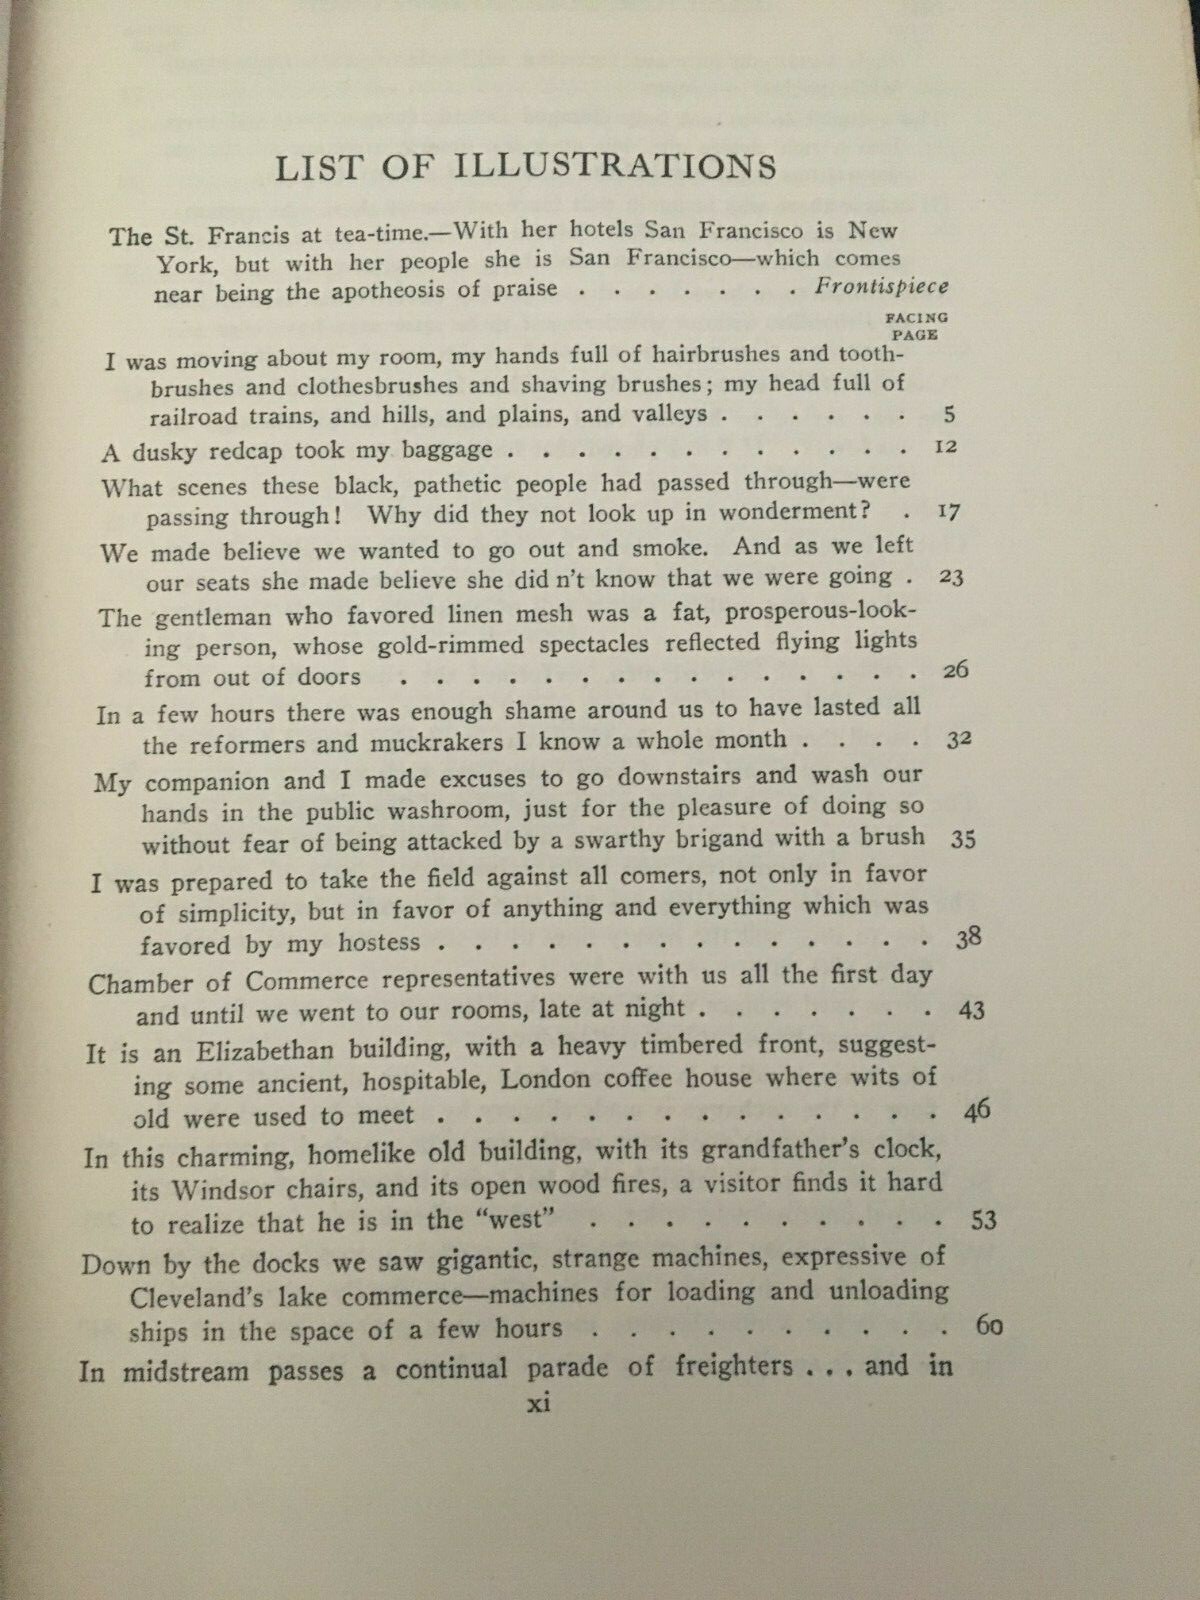 LIST OF ILLUSTRATIONS
The St. Francis at tea-time.—With her hotels San Francisco is New
York, but with her people she is San Francisco—which comes
near being the apotheosis of praise . . . . . . . Frontispiece
FACING
PAGE
I was moving about my room, my hands full of hairbrushes and tooth-
brushes and clothesbrushes and shaving brushes; my head full of
railroad trains, and hills, and plains, and valleys . . . . . . 5
A dusky redcap took my baggage . . . . . . . . . . . . 12
What scenes these black, pathetic people had passed through—were
passing through! Why did they not look up in wonderment? . 17
We made believe we wanted to go out and smoke. And as we left
our seats she made believe she did n't know that we were going . 23
The gentleman who favored linen mesh was a fat, prosperous-look-
ing person, whose gold-rimmed spectacles reflected flying lights
from out of doors . . . . . . . . . . . . . . . 26
In a few hours there was enough shame around us to have lasted all
the reformers and muckrakers I know a whole month . . . . 32
My companion and I made excuses to go downstairs and wash our
hands in the public washroom, just for the pleasure of doing so
without fear of being attacked by a swarthy brigand with a brush 35
I was prepared to take the field against all comers, not only in favor
of simplicity, but in favor of anything and everything which was
favored by my hostess . . . . . . . . . . . . . . 38
Chamber of Commerce representatives were with us all the first day
and until we went to our rooms, late at night . . . . . . . 43
It is an Elizabethan building, with a heavy timbered front, suggest-
ing some ancient, hospitable, London coffee house where wits of
old were used to meet . . . . . . . . . . . . . . . 46
In this charming, homelike old building, with its grandfather's clock,
its Windsor chairs, and its open wood fires, a visitor finds it hard
to realize that he is in the "west" . . . . . . . . . . . 53
Down by the docks we saw gigantic, strange machines, expressive of
Cleveland's lake commerce—machines for loading and unloading
ships in the space of a few hours . . . . . . . . . . . 60
In midstream passes a continual parade of freighters . . . and in
xi